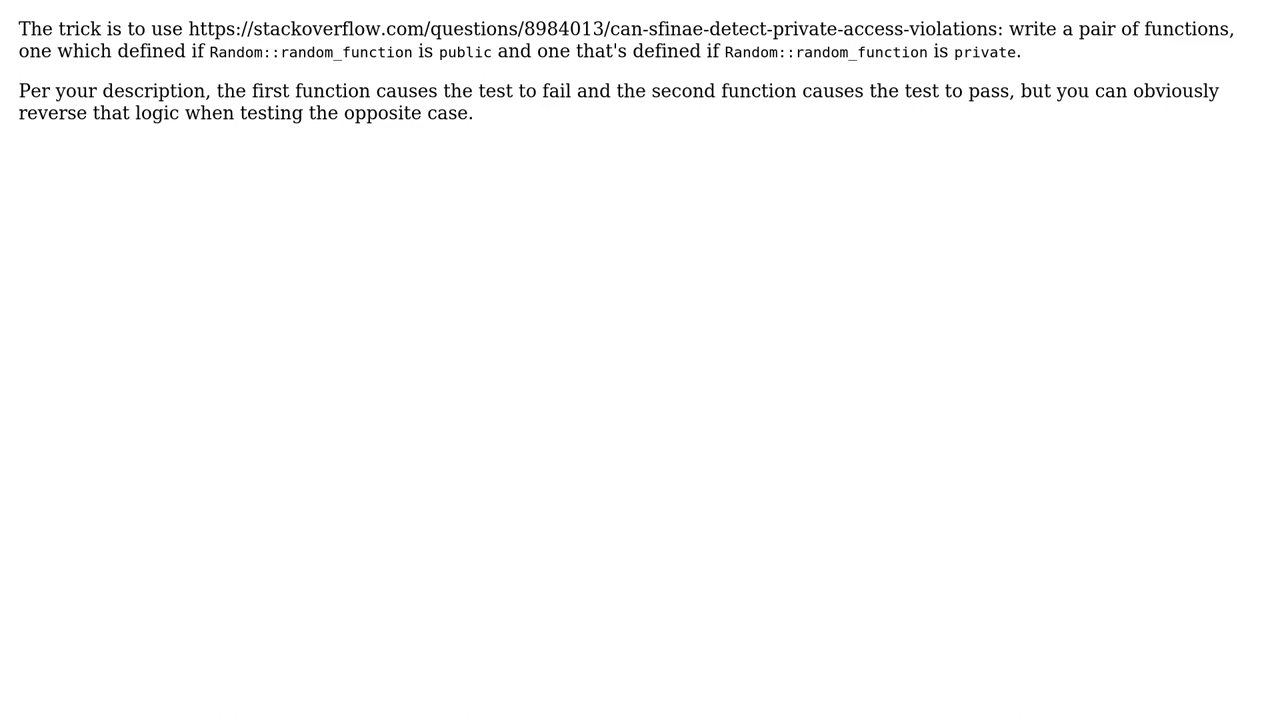 The trick is to use https://stackoverflow.com/questions/8984013/can-sfinae-detect-private-access-violations: write a pair of functions,
one which defined if Random::random_function is public and one that's defined if Random::random_function is private.
Per your description, the first function causes the test to fail and the second function causes the test to pass, but you can obviously
reverse that logic when testing the opposite case.